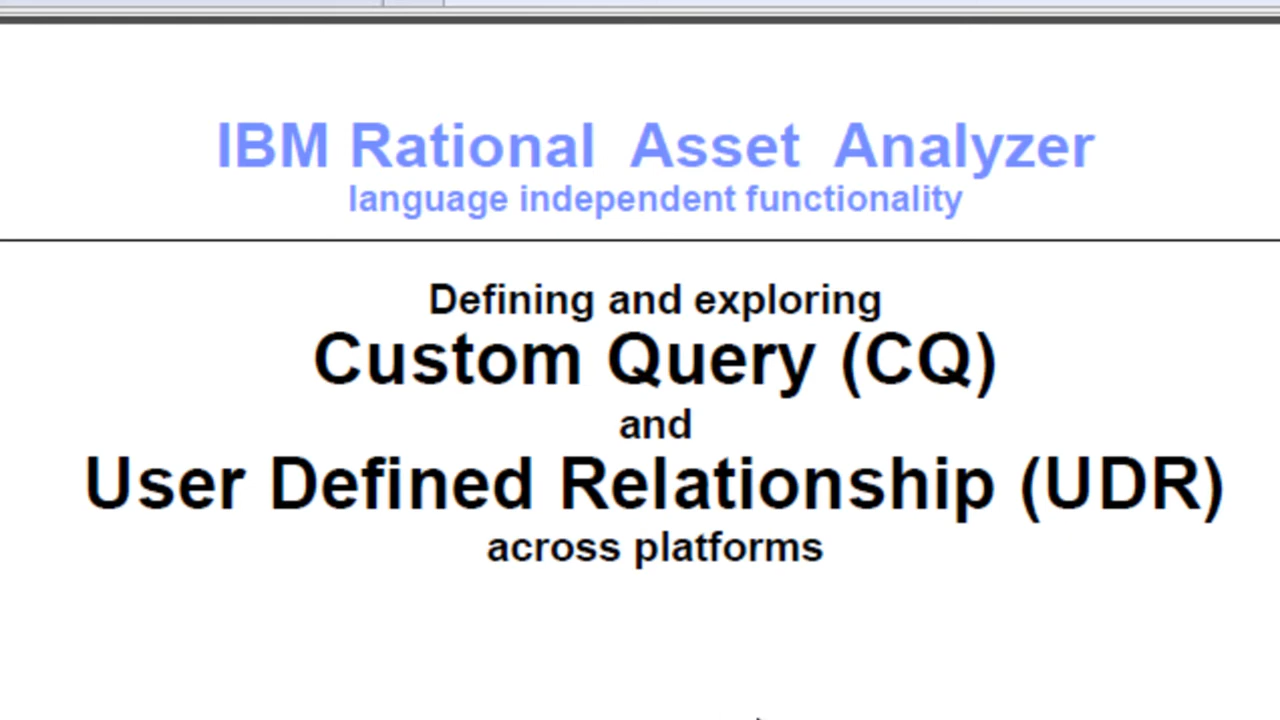 IBM Rational Asset Analyzer
language independent functionality
Defining and exploring
Custom Query (CQ)
and
User Defined Relationship (UDR)
across platforms